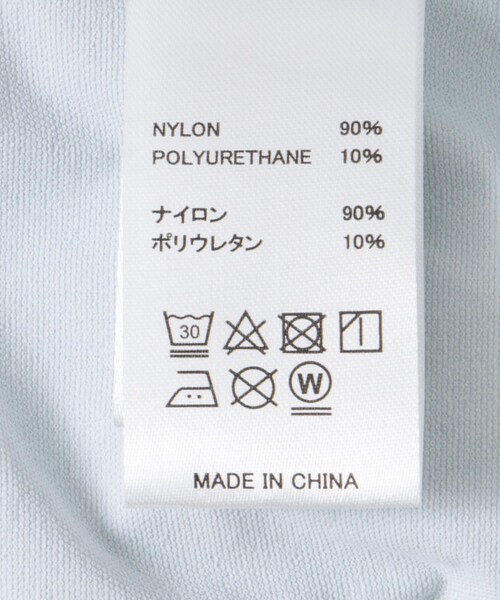 NYLON 90%
POLYURETHANE 10%
ナイロン 90%
ポリウレタン 10%
30
W
MADE IN CHINA